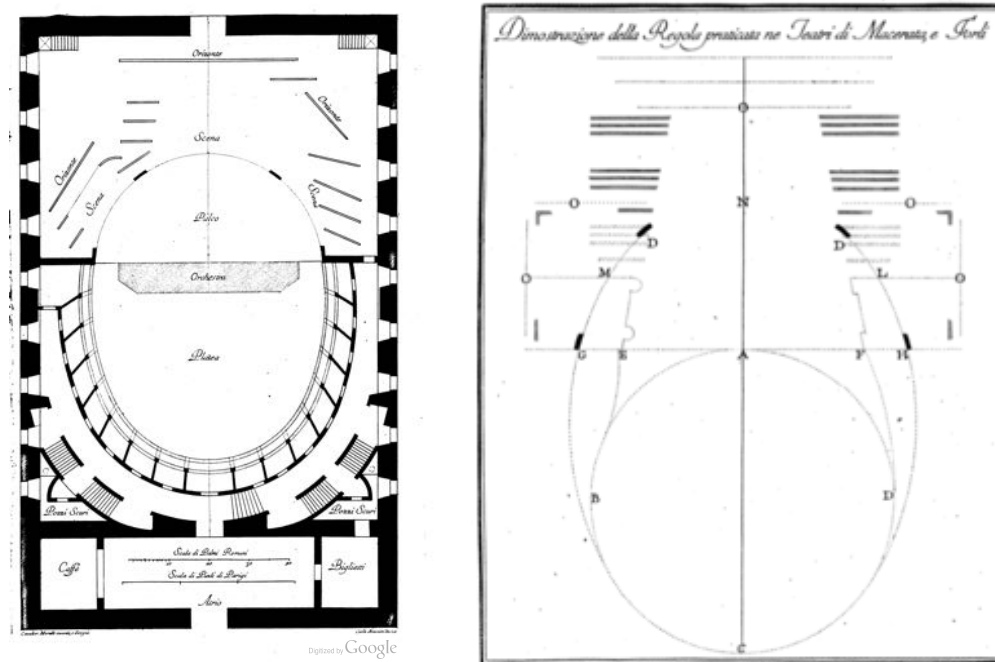 Orizonte
Orizonte
Scena
Orizonte
Scena
Scena
Palco
Orchestra
Platea
Pozzi Scuri
Pozzi Scuri
Scala di Palmi Romani
Scala di Piedi di Parigi
Caffè
Biglietti
Atrio
Digitized by Google
Dimostrazione della Regola praticata ne Teatri di Macerata, e Forlì
O
N
O
O
D
D
M
L
O
O
G
E
A
F
H
B
D
C